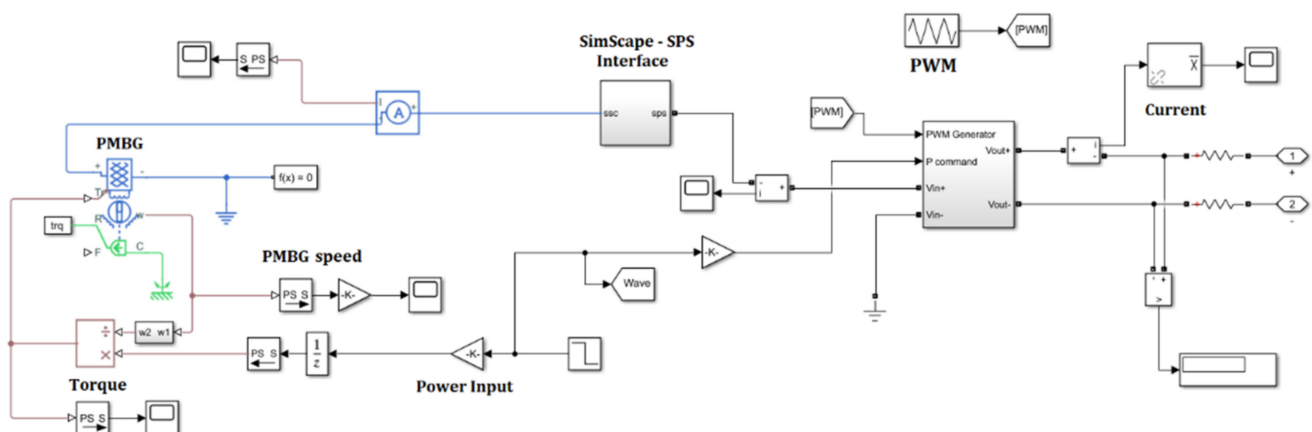 SimScape - SPS
Interface
PWM
[PWM]
S PS
I
A
+
ssc
sps
[PWM]
PWM Generator
P command
Vin+
Vin-
Vout+
Vout-
+
i
-
X
Current
1
+
2
-
PMBG
+
-
T
R
w
F
C
trq
f(x) = 0
-
i
+
-K-
Wave
PMBG speed
PS S
-K-
÷
×
w2 w1
PS S
1
z
-K-
Power Input
Torque
PS S
- +
>